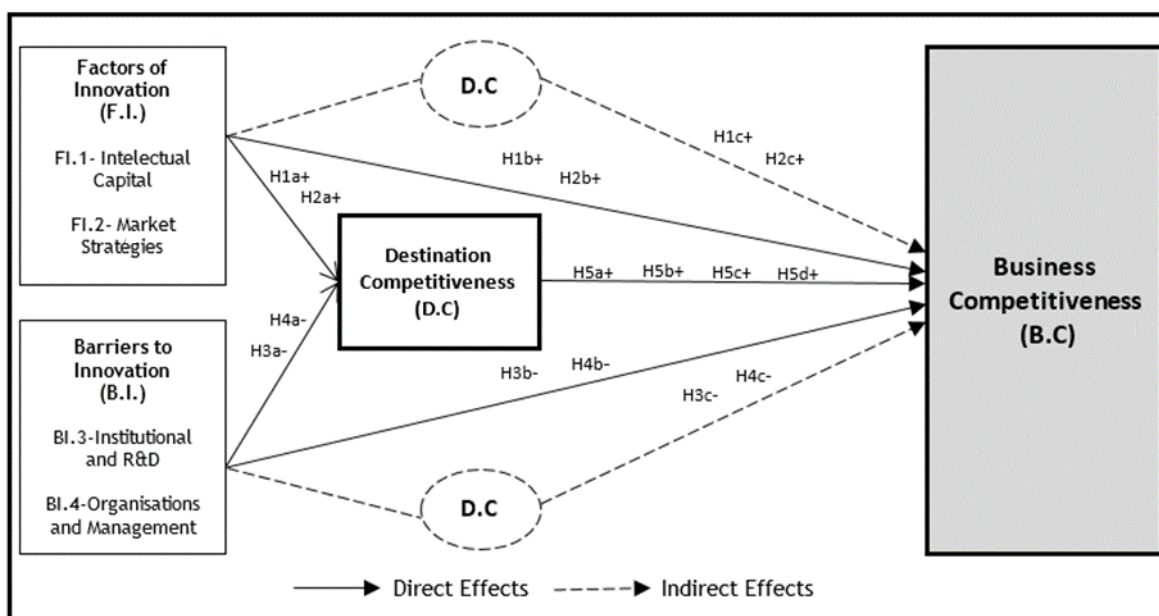 Factors of
Innovation
(F.I.)
FI.1- Intelectual
Capital
FI.2- Market
Strategies
Barriers to
Innovation
(B.I.)
BI.3-Institutional
and R&D
BI.4-Organisations
and Management
D.C
H1c+
H2c+
H1b+
H2b+
H1a+
H2a+
Destination
Competitiveness
(D.C)
H5a+ H5b+ H5c+ H5d+
H4a-
H3a-
H3b- H4b-
H4c-
H3c-
D.C
Business
Competitiveness
(B.C)
Direct Effects Indirect Effects